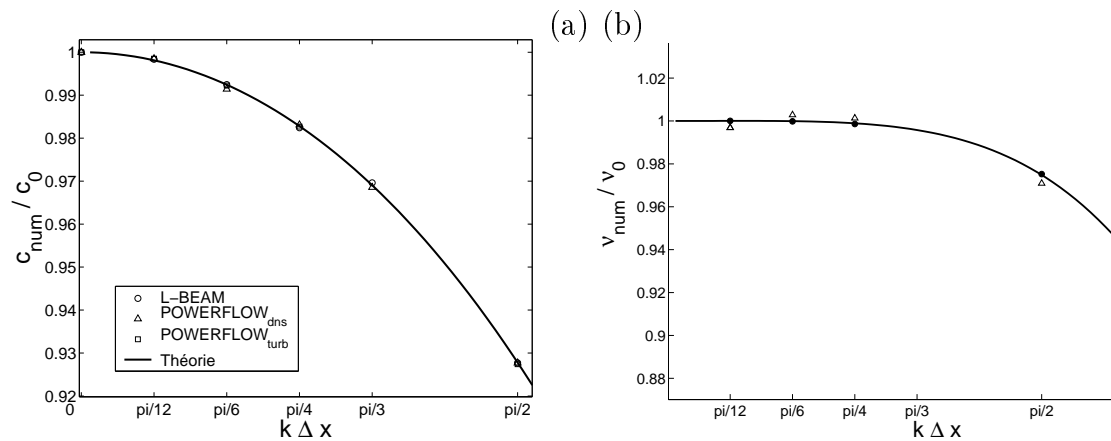 (a) (b)
1
0.99
0.98
0.97
0.96
0.95
0.94
0.93
0.92
c_num / c_0
L−BEAM
POWERFLOW_dns
POWERFLOW_turb
Théorie
0 pi/12 pi/6 pi/4 pi/3 pi/2
k Δ x
1.02
1
0.98
0.96
0.94
0.92
0.9
0.88
ν_num / ν_0
pi/12 pi/6 pi/4 pi/3 pi/2
k Δ x